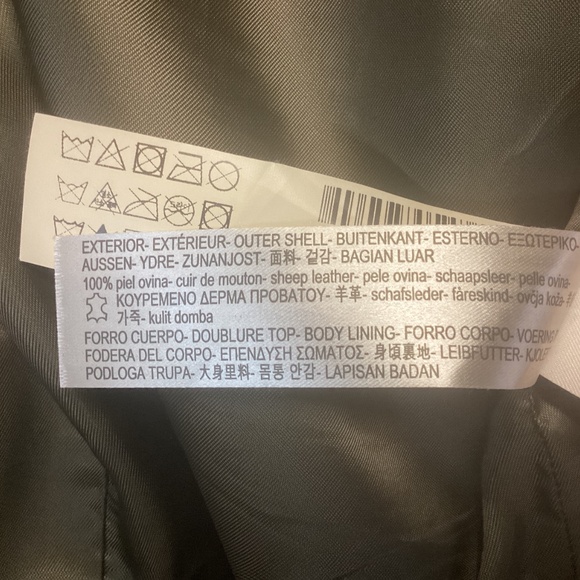 EXTERIOR- EXTÉRIEUR- OUTER SHELL- BUITENKANT- ESTERNO- ΕΞΩΤΕΡΙΚΟ-
AUSSEN- YDRE- ZUNANJOST- 面料- 겉감- BAGIAN LUAR
100% piel ovina- cuir de mouton- sheep leather- pele ovina- schaapsleer- pelle ovina-
ΚΟΥΡΕΜΕΝΟ ΔΕΡΜΑ ΠΡΟΒΑΤΟΥ- 羊革- schafsleder- fåreskind- ovčja koža-
가죽- kulit domba
FORRO CUERPO- DOUBLURE TOP- BODY LINING- FORRO CORPO- VOERING
FODERA DEL CORPO- ΕΠΕΝΔΥΣΗ ΣΩΜΑΤΟΣ- 身頃裏地- LEIBFUTTER-
PODLOGA TRUPA- 大身里料- 몸통 안감- LAPISAN BADAN